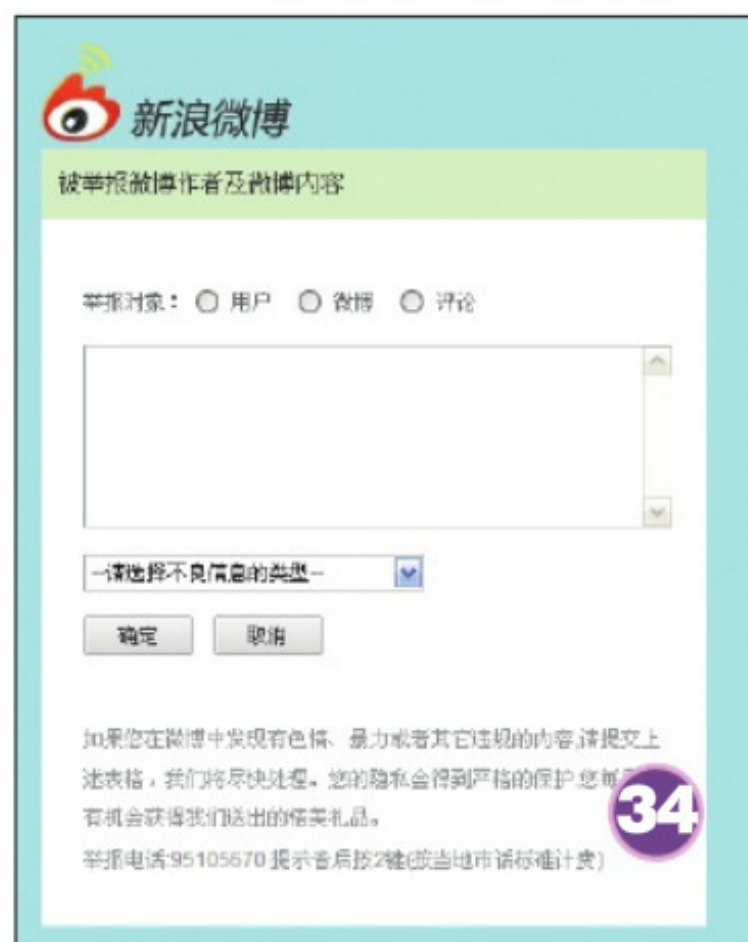 新浪微博
被举报微博作者及微博内容
举报对象： 用户 微博 评论
--请选择不良信息的类型--
确定 取消
如果您在微博中发现有色情、暴力或者其它违规的内容,请提交上
述表格，我们将尽快处理。您的隐私会得到严格的保护,您
有机会获得我们送出的精美礼品。
34
举报电话:95105670 提示音后按2键(按当地市话标准计费)